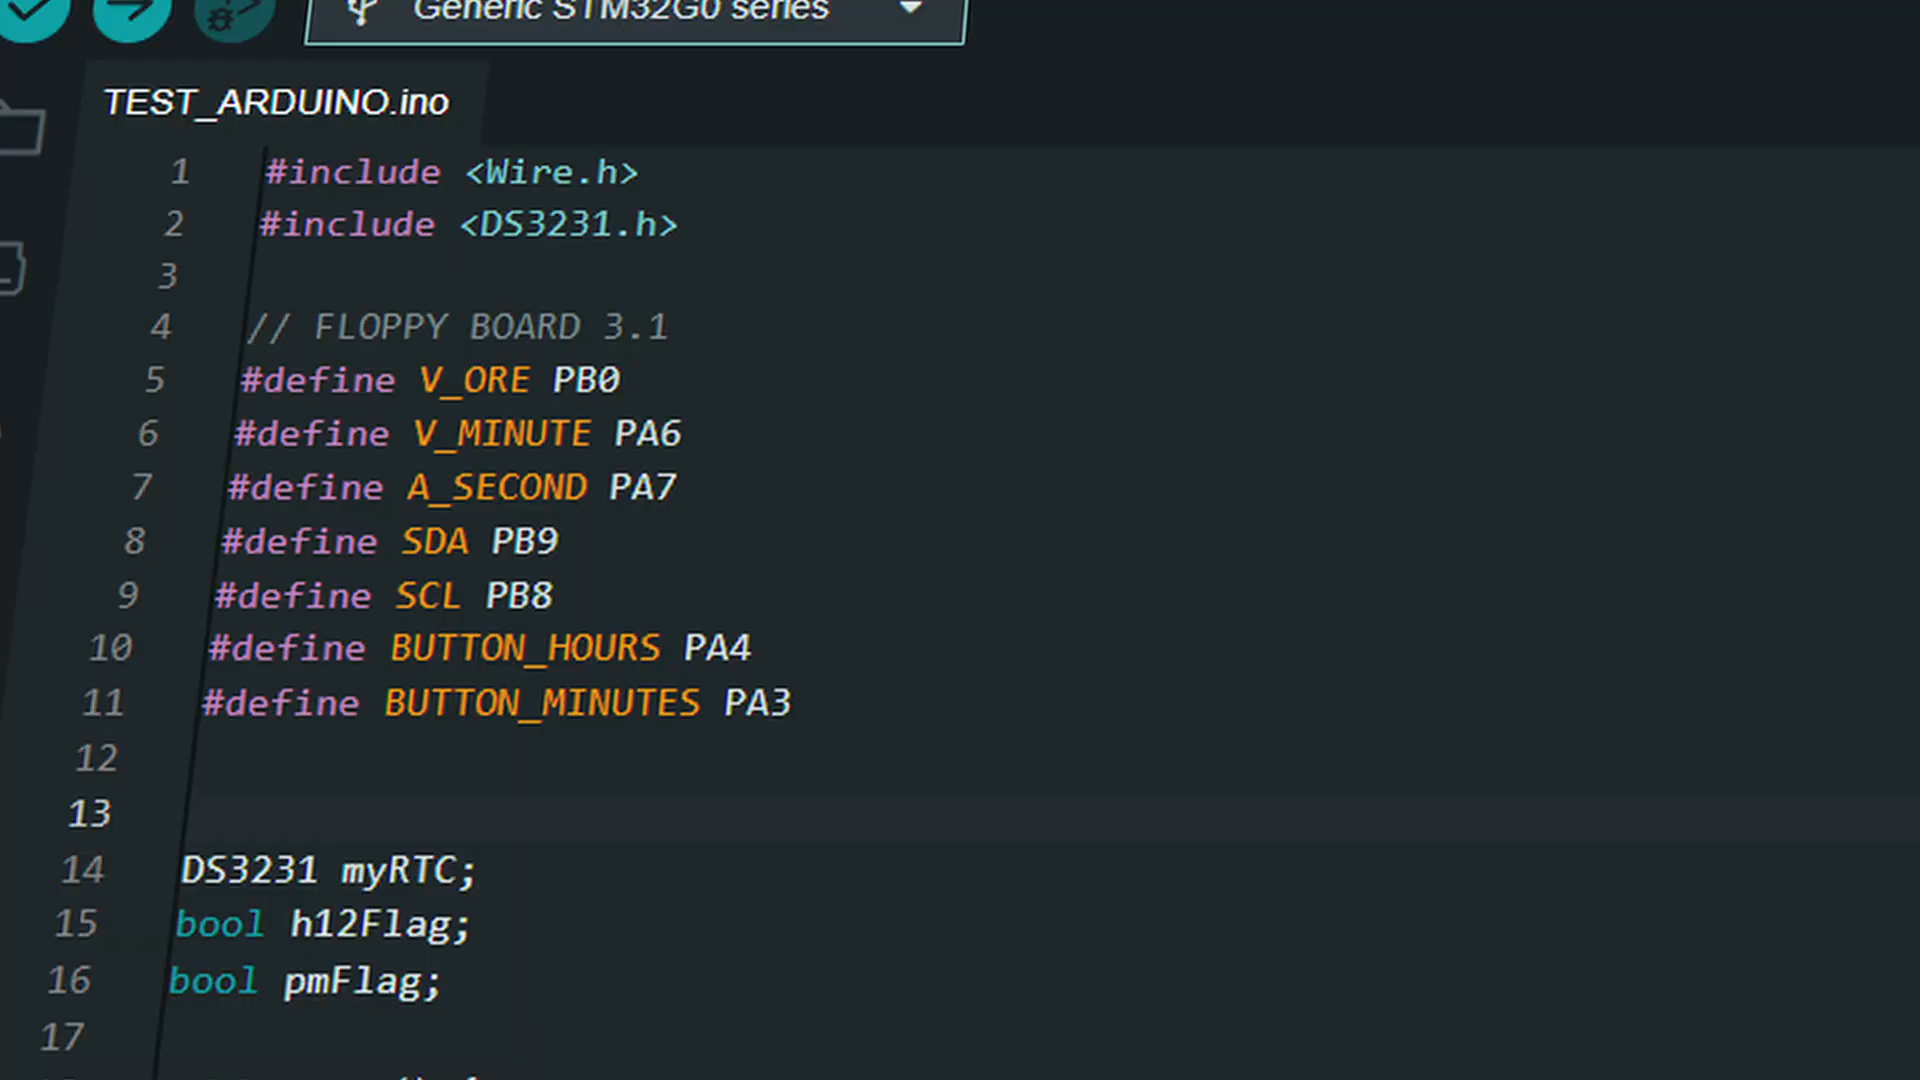 Generic STM32G0 series
TEST_ARDUINO.ino
1 #include <Wire.h>
2 #include <DS3231.h>
3
4 // FLOPPY BOARD 3.1
5 #define V_ORE PB0
6 #define V_MINUTE PA6
7 #define A_SECOND PA7
8 #define SDA PB9
9 #define SCL PB8
10 #define BUTTON_HOURS PA4
11 #define BUTTON_MINUTES PA3
12
13
14 DS3231 myRTC;
15 bool h12Flag;
16 bool pmFlag;
17